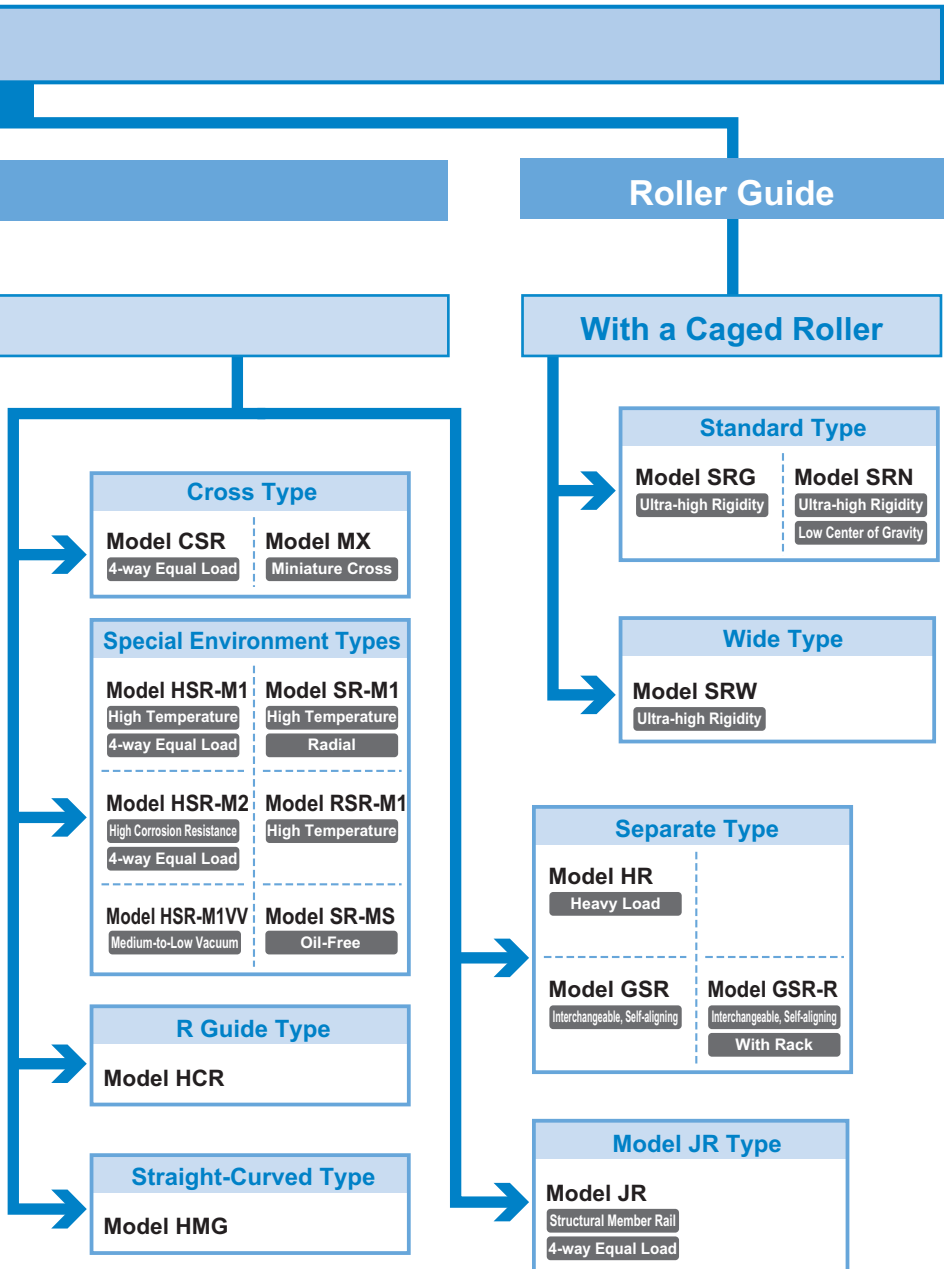 Roller Guide
With a Caged Roller
Standard Type
Model SRG
Ultra-high Rigidity
Model SRN
Ultra-high Rigidity
Low Center of Gravity
Wide Type
Model SRW
Ultra-high Rigidity
Cross Type
Model CSR
4-way Equal Load
Model MX
Miniature Cross
Special Environment Types
Model HSR-M1
High Temperature
4-way Equal Load
Model SR-M1
High Temperature
Radial
Model HSR-M2
High Corrosion Resistance
4-way Equal Load
Model RSR-M1
High Temperature
Model HSR-M1VV
Medium-to-Low Vacuum
Model SR-MS
Oil-Free
R Guide Type
Model HCR
Straight-Curved Type
Model HMG
Separate Type
Model HR
Heavy Load
Model GSR
Interchangeable, Self-aligning
Model GSR-R
Interchangeable, Self-aligning
With Rack
Model JR Type
Model JR
Structural Member Rail
4-way Equal Load